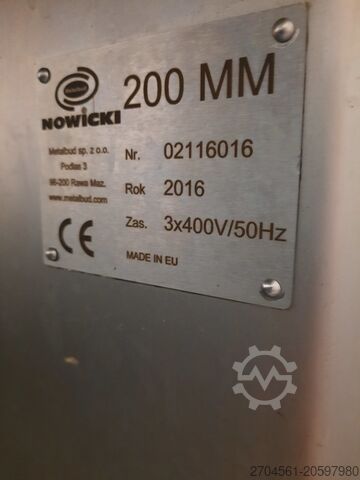 Metalbud
NOWICKI
200 MM
Metalbud sp. z o.o.
Podlas 3
96-200 Rawa Maz.
www.metalbud.com
Nr. 02116016
Rok 2016
Zas. 3x400V/50Hz
CE
MADE IN EU
2704561-20597980